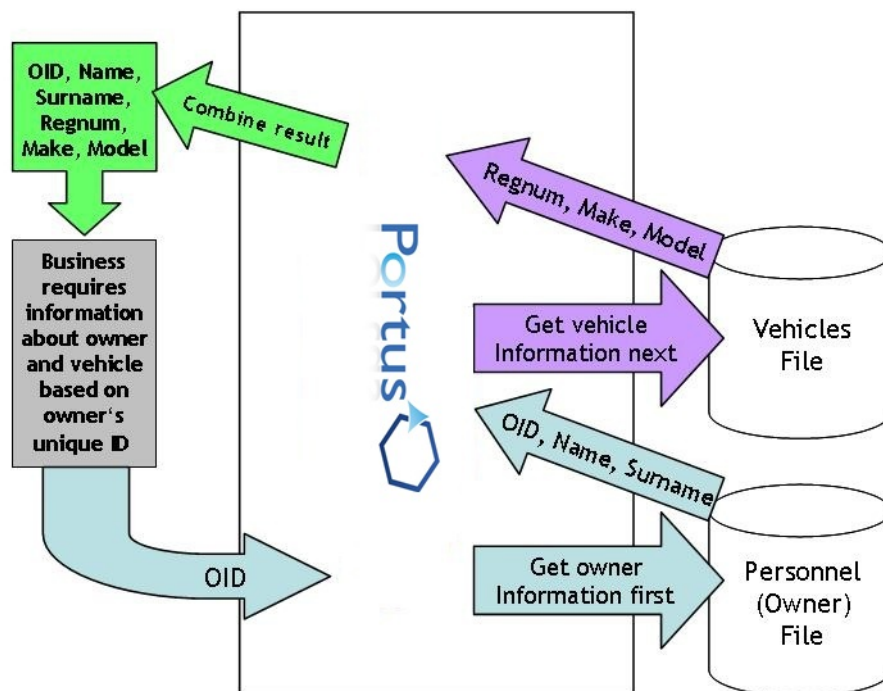 OID, Name,
Surname,
Regnum,
Make, Model
Combine result
Regnum, Make, Model
Business
requires
information
about owner
and vehicle
based on
owner's
unique ID
Portus
Get vehicle
Information next
Vehicles
File
OID, Name, Surname
OID
Get owner
Information first
Personnel
(Owner)
File